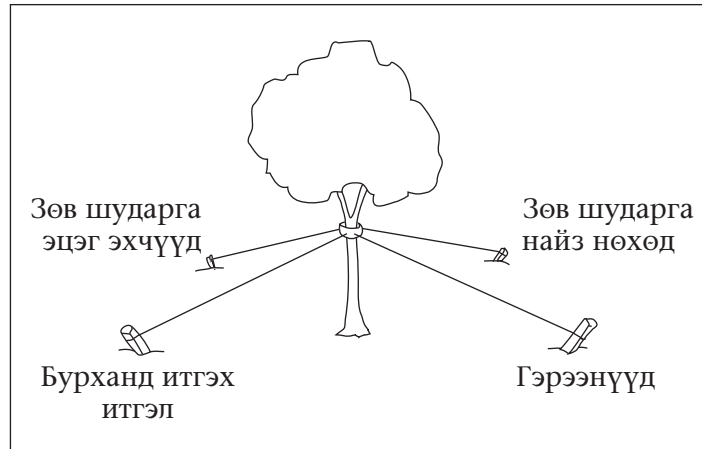 Зөв шударга
эцэг эхчүүд
Зөв шударга
найз нөхөд
Бурханд итгэх
итгэл
Гэрээнүүд